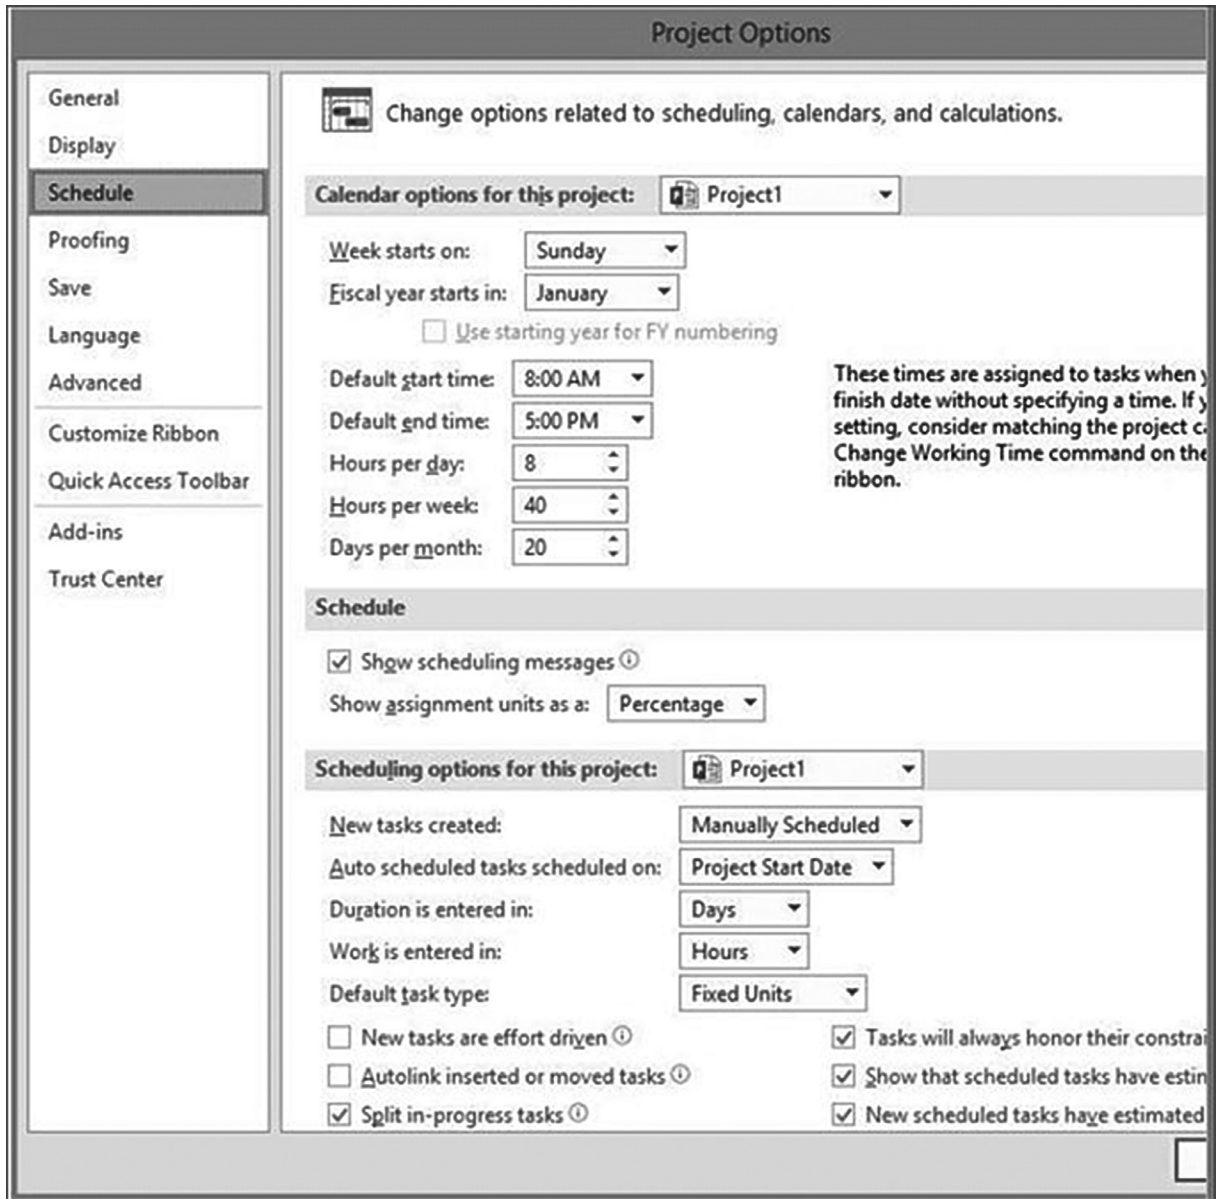 Project Options
General
Display
Schedule
Proofing
Save
Language
Advanced
Customize Ribbon
Quick Access Toolbar
Add-ins
Trust Center
Change options related to scheduling, calendars, and calculations.
Calendar options for this project: Project1
Week starts on: Sunday
Fiscal year starts in: January
Use starting year for FY numbering
Default start time: 8:00 AM
Default end time: 5:00 PM
Hours per day: 8
Hours per week: 40
Days per month: 20
These times are assigned to tasks when
finish date without specifying a time. If
setting, consider matching the project
Change Working Time command on the
ribbon.
Schedule
Show scheduling messages
Show assignment units as a: Percentage
Scheduling options for this project: Project1
New tasks created: Manually Scheduled
Auto scheduled tasks scheduled on: Project Start Date
Duration is entered in: Days
Work is entered in: Hours
Default task type: Fixed Units
New tasks are effort driven
Tasks will always honor their constrai
Autolink inserted or moved tasks
Show that scheduled tasks have estin
Split in-progress tasks
New scheduled tasks have estimated